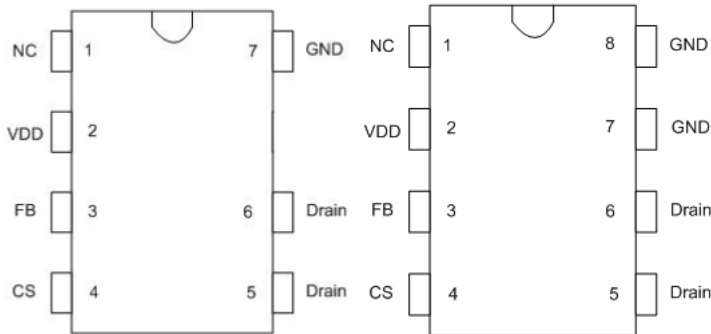 NC 1 7 GND
VDD 2
FB 3 6 Drain
CS 4 5 Drain
NC 1 8 GND
VDD 2 7 GND
FB 3 6 Drain
CS 4 5 Drain